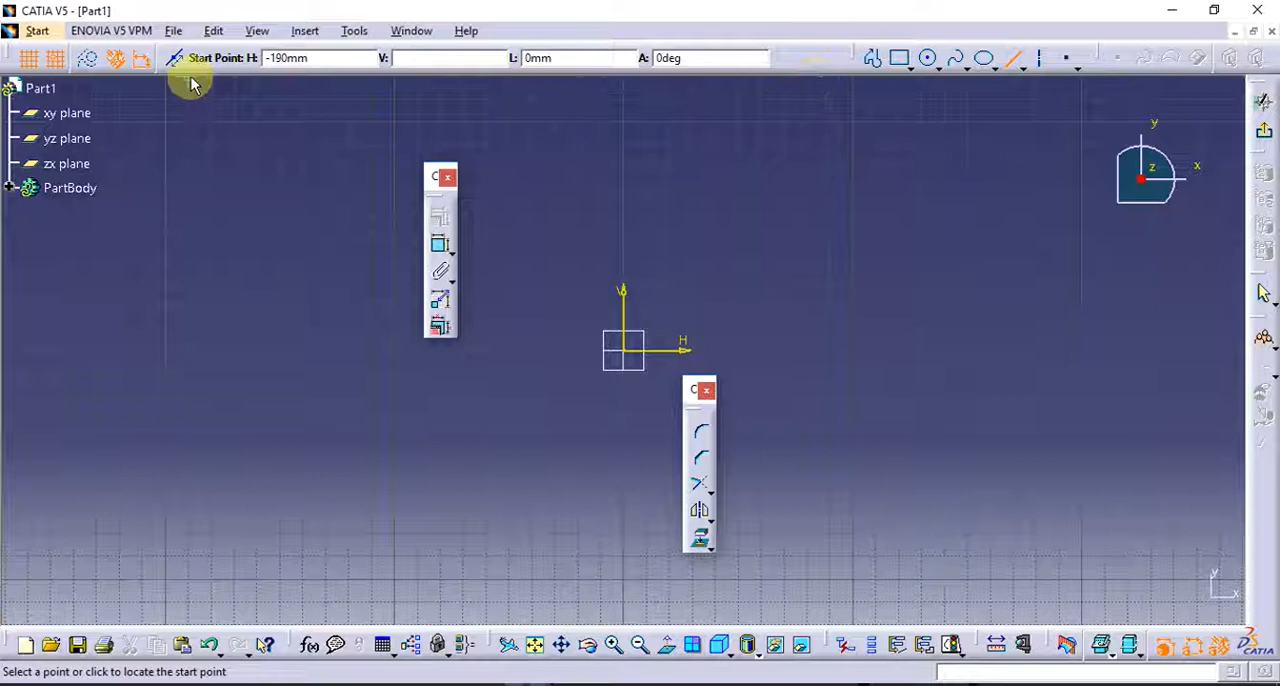 CATIA V5 - [Part1]
Start ENOVIA V5 VPM File Edit View Insert Tools Window Help
Start Point: H: -190mm V: L: 0mm A: 0deg
Part1
xy plane
yz plane
zx plane
PartBody
C
y
x
z
V
H
C
y
x
f(x)
CATIA
Select a point or click to locate the start point